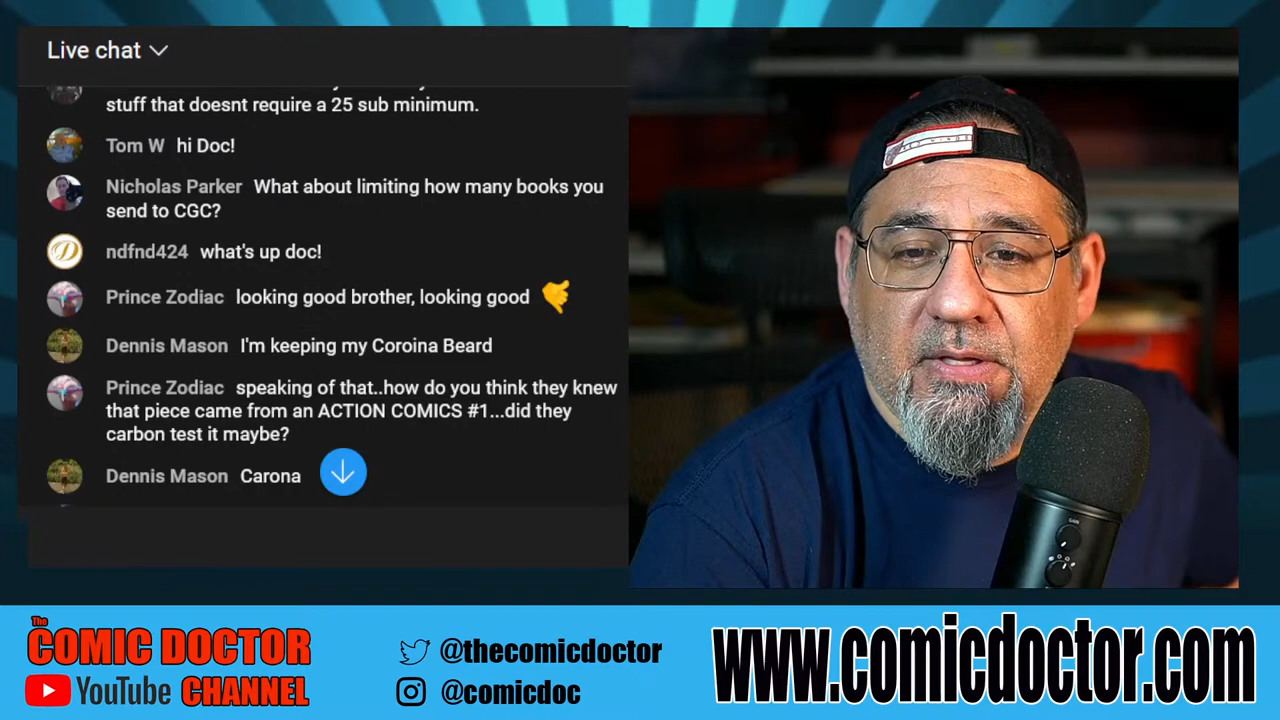 Live chat
stuff that doesnt require a 25 sub minimum.
Tom W hi Doc!
Nicholas Parker What about limiting how many books you
send to CGC?
ndfnd424 what's up doc!
Prince Zodiac looking good brother, looking good
Dennis Mason I'm keeping my Coroina Beard
Prince Zodiac speaking of that..how do you think they knew
that piece came from an ACTION COMICS #1...did they
carbon test it maybe?
Dennis Mason Carona
GAIN
The
COMIC DOCTOR
YouTube CHANNEL
@thecomicdoctor
@comicdoc
www.comicdoctor.com